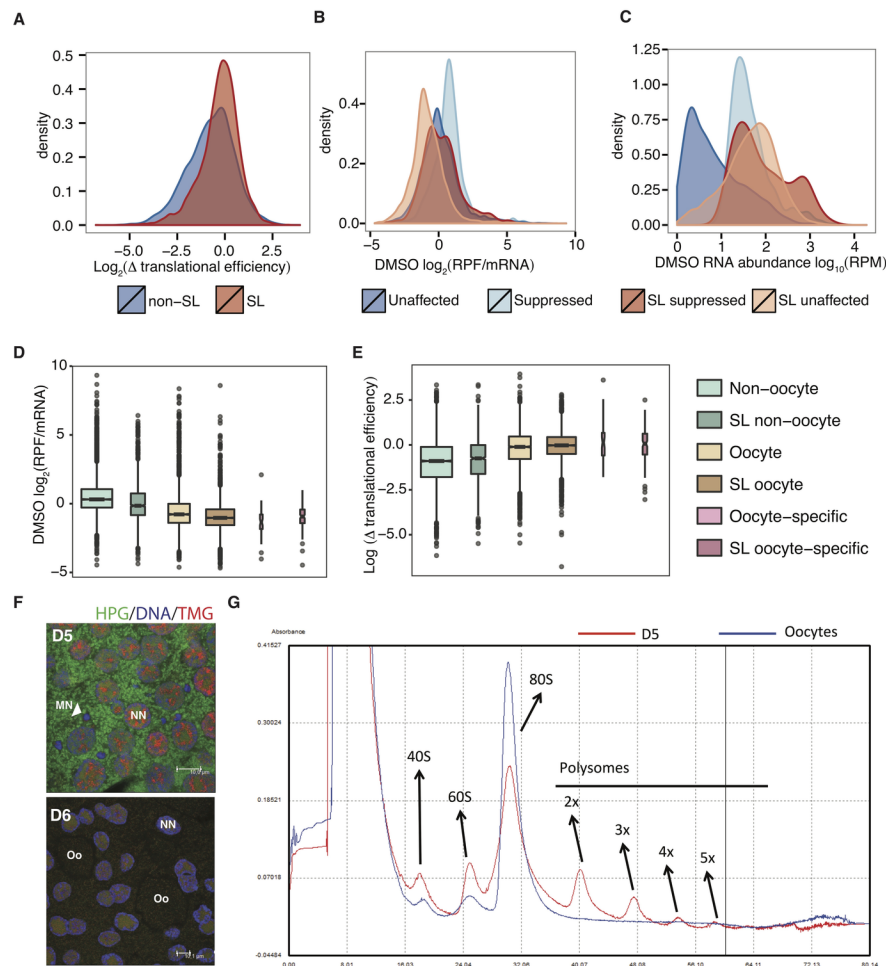 A
0.5
0.4
0.3
0.2
0.1
0.0
density
−5.0
−2.5
0.0
2.5
Log2(Δ translational efficiency)
non-SL
SL
B
0.4
0.2
0.0
density
−5
0
5
10
DMSO log2(RPF/mRNA)
Unaffected
Suppressed
C
1.25
1.00
0.75
0.50
0.25
0.00
density
0
1
2
3
4
DMSO RNA abundance log10(RPM)
SL suppressed
SL unaffected
D
10
5
0
−5
DMSO log2(RPF/mRNA)
E
2.5
0.0
−2.5
−5.0
Log (Δ translational efficiency)
Non−oocyte
SL non−oocyte
Oocyte
SL oocyte
Oocyte−specific
SL oocyte−specific
F
HPG/DNA/TMG
D5
MN
NN
10.0 µm
D6
NN
Oo
Oo
G
Absorbance
D5
Oocytes
0.41527
0.30024
0.18521
0.07018
-0.04484
40S
60S
80S
Polysomes
2x
3x
4x
5x
0.00
8.01
16.03
24.04
32.06
40.07
48.08
56.10
64.11
72.13
80.14